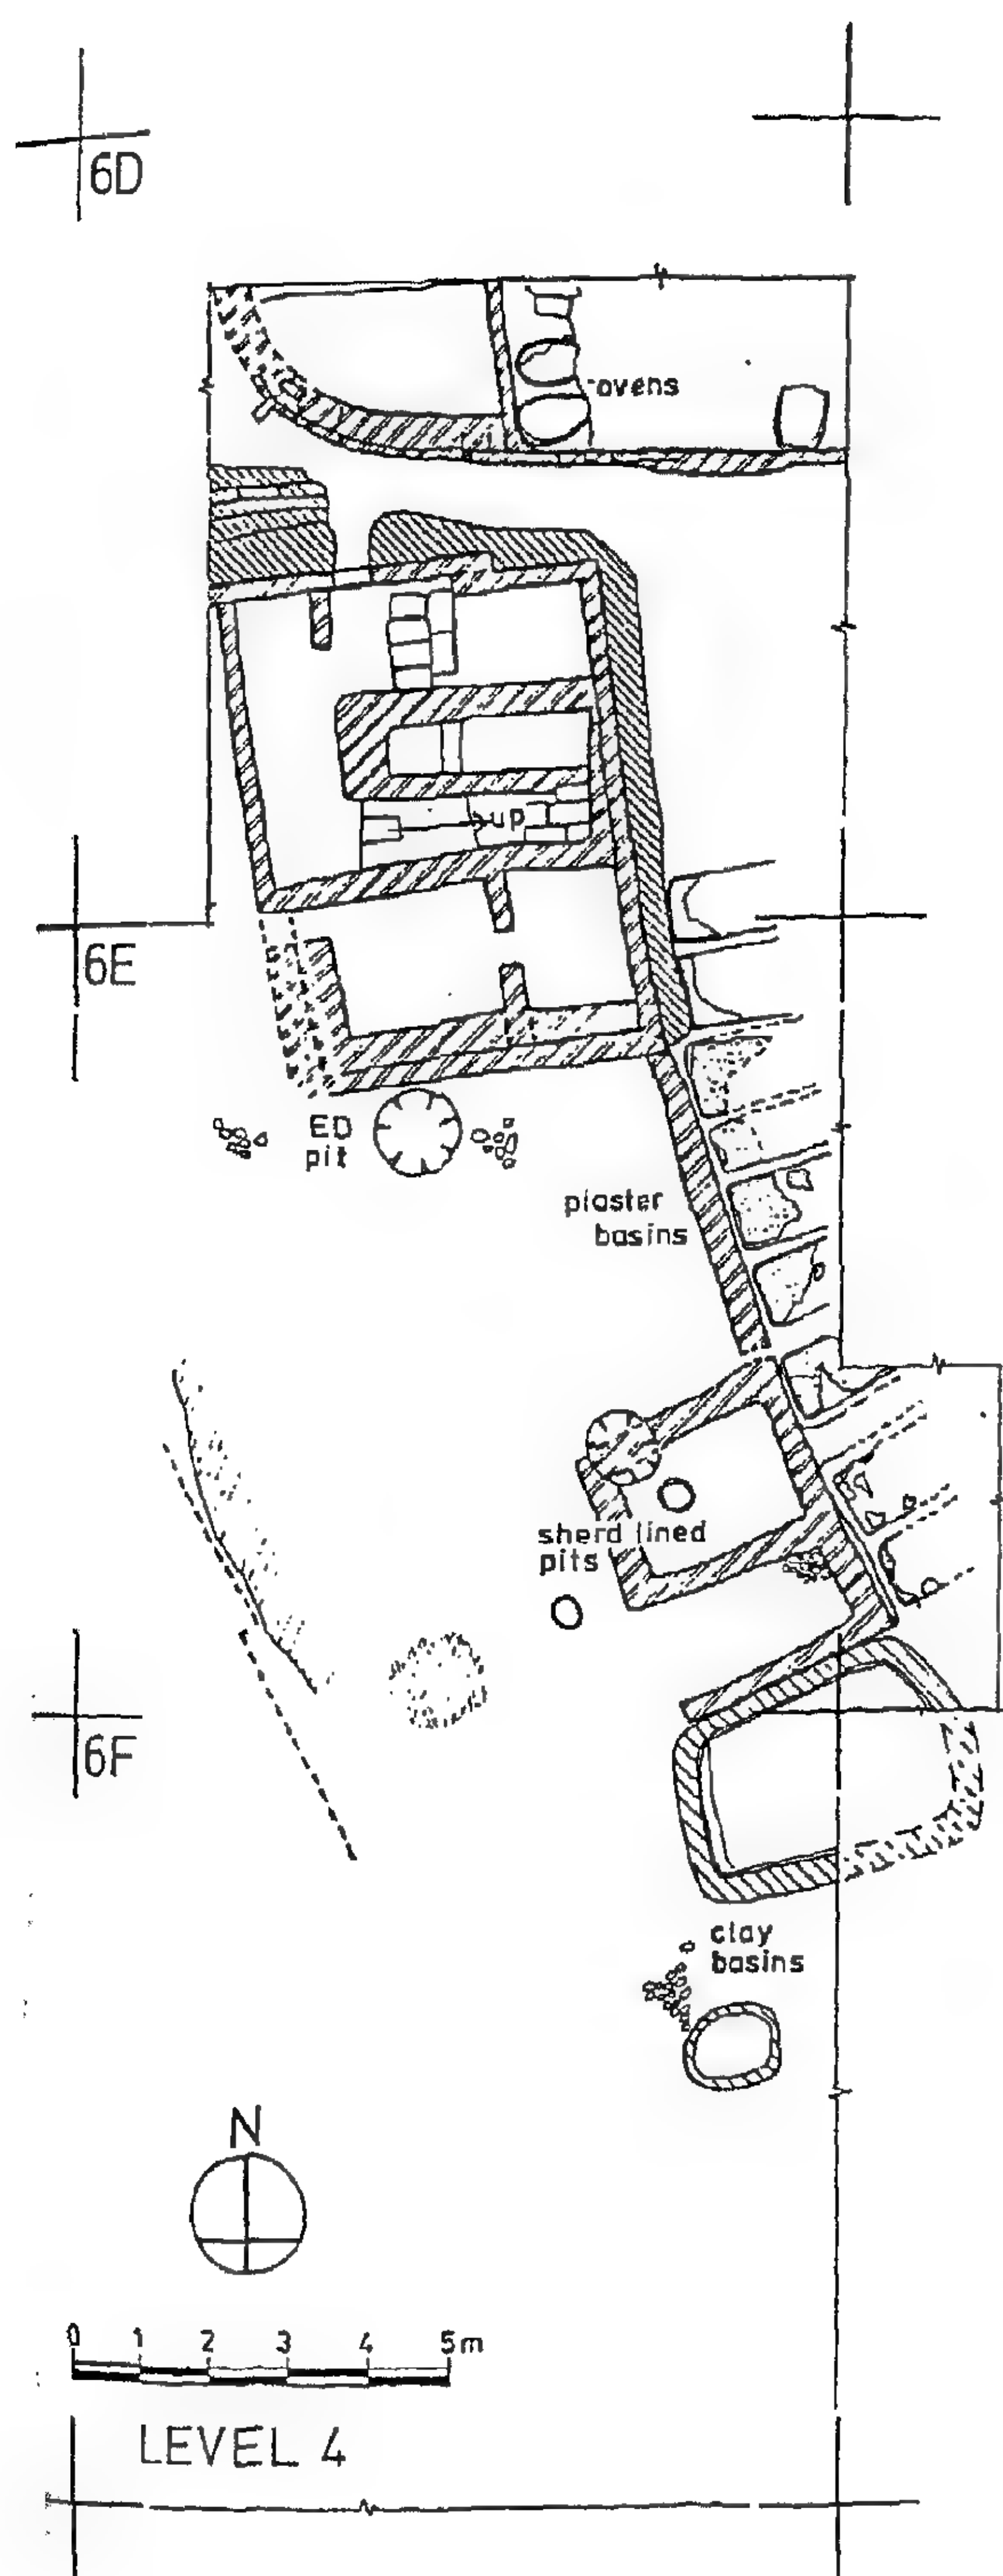 6D
ovens
up
6E
ED
pit
plaster
basins
sherd lined
pits
6F
clay
basins
N
0 1 2 3 4 5m
LEVEL 4